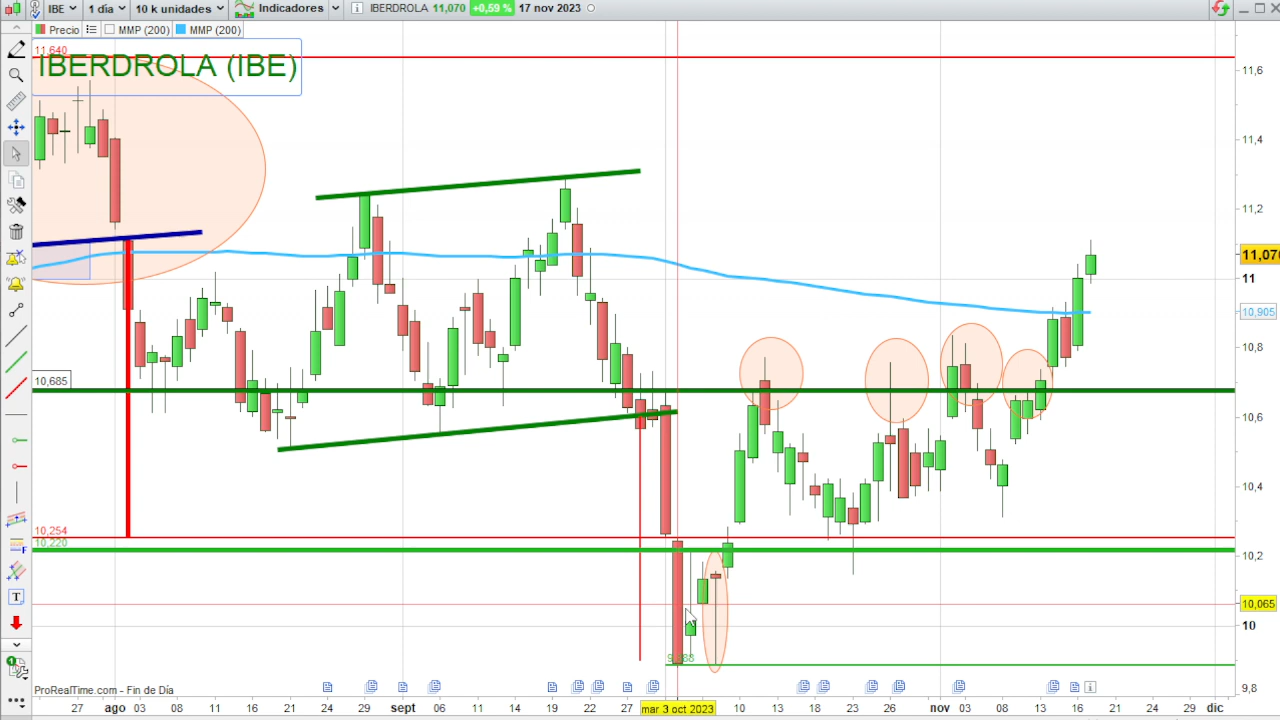 IBE 1 día 10 k unidades Indicadores IBERDROLA 11,070 +0,59 % 17 nov 2023
Precio MMP (200) MMP (200)
11,640
IBERDROLA (IBE)
11,6
11,4
11,2
11,070
11
10,905
10,8
10,685
10,6
10,4
10,254
10,220
10,2
10,065
10
9,888
9,8
ProRealTime.com - Fin de Día
27 ago 03 08 11 16 21 24 29 sept 06 11 14 19 22 27 mar 3 oct 2023 10 13 18 23 26 nov 03 08 13 16 21 24 29 dic
T
F
1